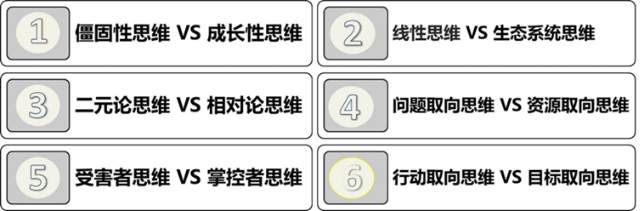 1 僵固性思维 VS 成长性思维
2 线性思维 VS 生态系统思维
3 二元论思维 VS 相对论思维
4 问题取向思维 VS 资源取向思维
5 受害者思维 VS 掌控者思维
6 行动取向思维 VS 目标取向思维